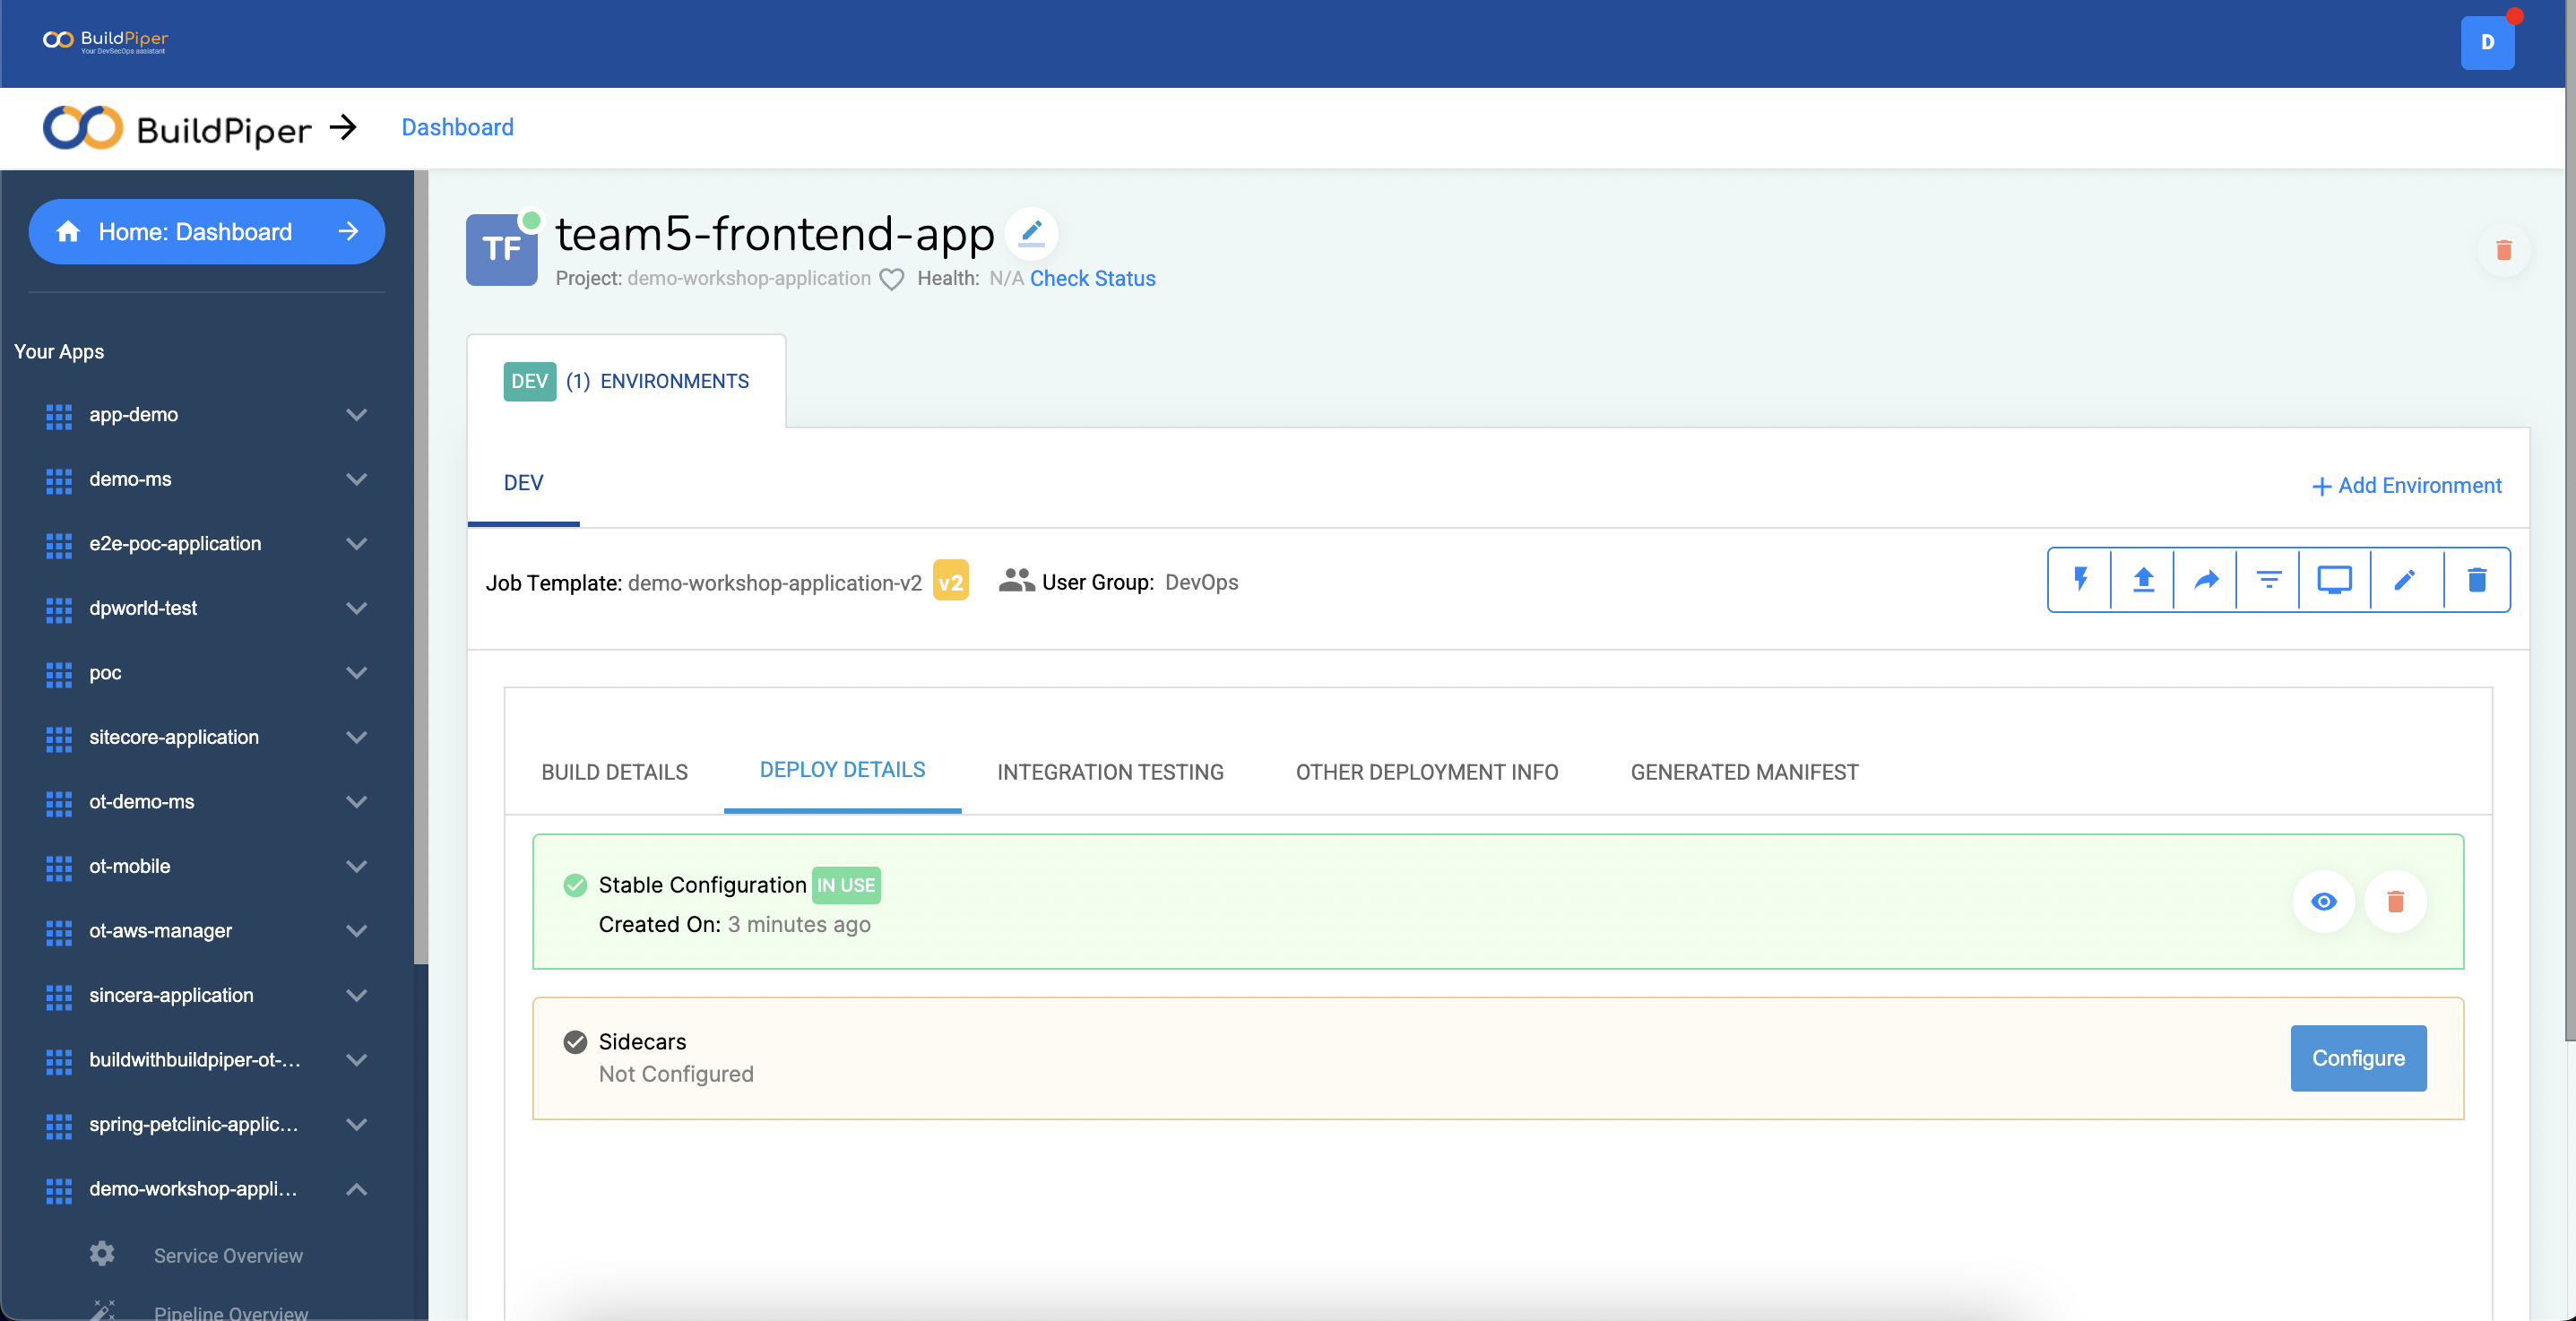 BuildPiper
Your DevSecOps assistant
D
BuildPiper
Dashboard
Home: Dashboard
Your Apps
app-demo
demo-ms
e2e-poc-application
dpworld-test
poc
sitecore-application
ot-demo-ms
ot-mobile
ot-aws-manager
sincera-application
buildwithbuildpiper-ot-...
spring-petclinic-applic...
demo-workshop-appli...
Service Overview
Pipeline Overview
TF
team5-frontend-app
Project: demo-workshop-application Health: N/A Check Status
DEV (1) ENVIRONMENTS
DEV
+ Add Environment
Job Template: demo-workshop-application-v2 v2 User Group: DevOps
BUILD DETAILS DEPLOY DETAILS INTEGRATION TESTING OTHER DEPLOYMENT INFO GENERATED MANIFEST
Stable Configuration IN USE
Created On: 3 minutes ago
Sidecars
Not Configured
Configure